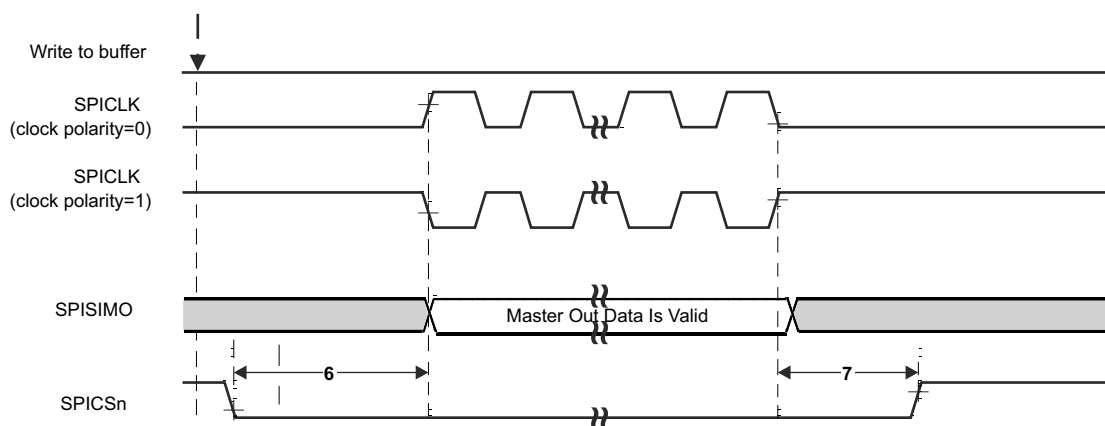 Write to buffer
SPICLK
(clock polarity=0)
SPICLK
(clock polarity=1)
SPISIMO
Master Out Data Is Valid
6
7
SPICSn